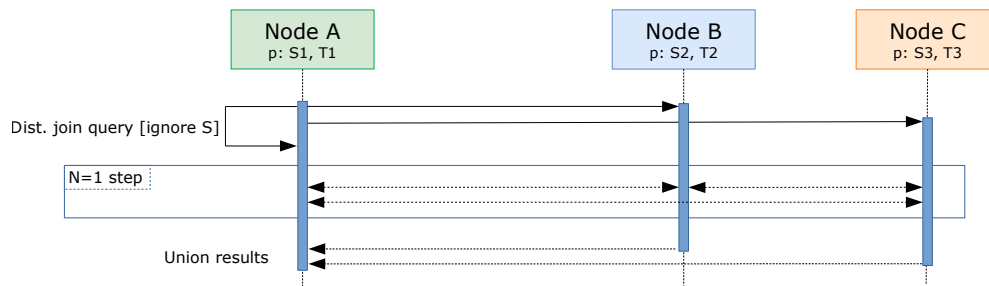 Node A
p: S1, T1
Node B
p: S2, T2
Node C
p: S3, T3
Dist. join query [ignore S]
N=1 step
Union results